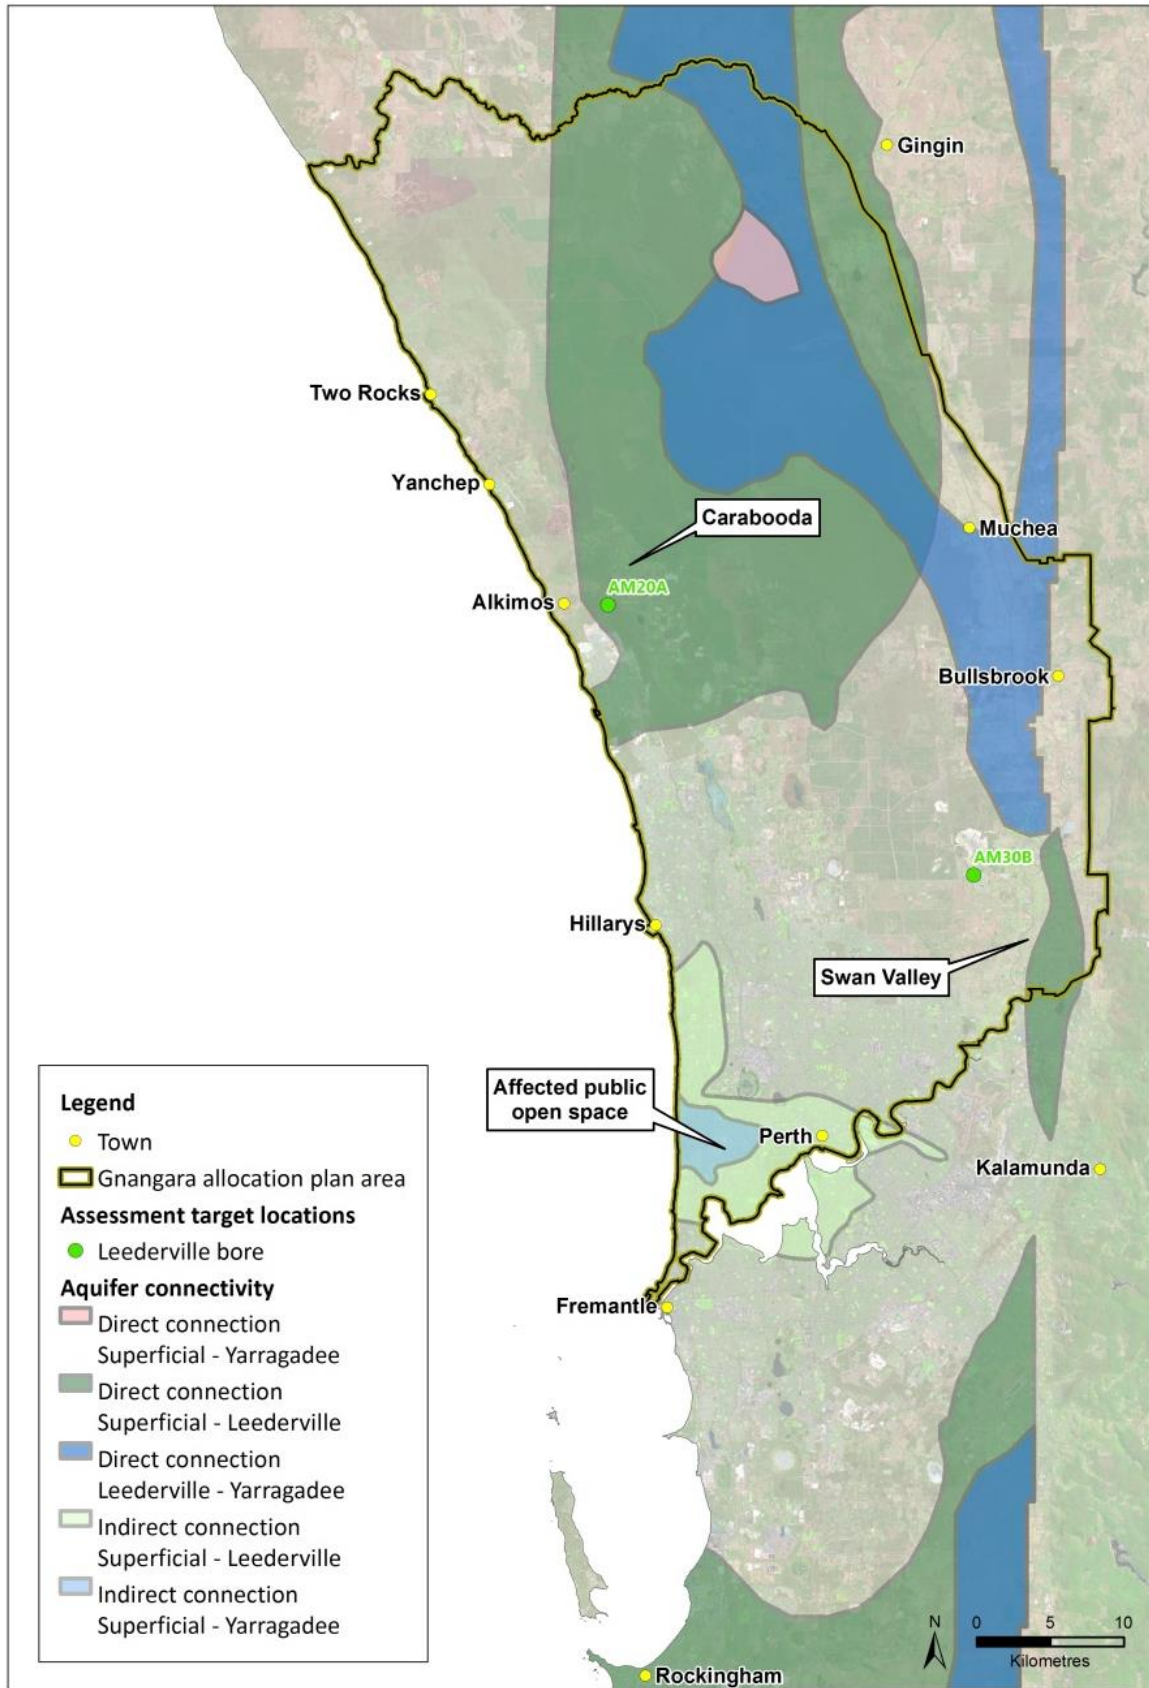 Gingin
Two Rocks
Yanchep
Carabooda
Muchea
AM20A
Alkimos
Bullsbrook
AM30B
Hillarys
Swan Valley
Affected public
open space
Perth
Kalamunda
Fremantle
Rockingham
Legend
Town
Gnangara allocation plan area
Assessment target locations
Leederville bore
Aquifer connectivity
Direct connection
Superficial - Yarragadee
Direct connection
Superficial - Leederville
Direct connection
Leederville - Yarragadee
Indirect connection
Superficial - Leederville
Indirect connection
Superficial - Yarragadee
N
0 5 10
Kilometres